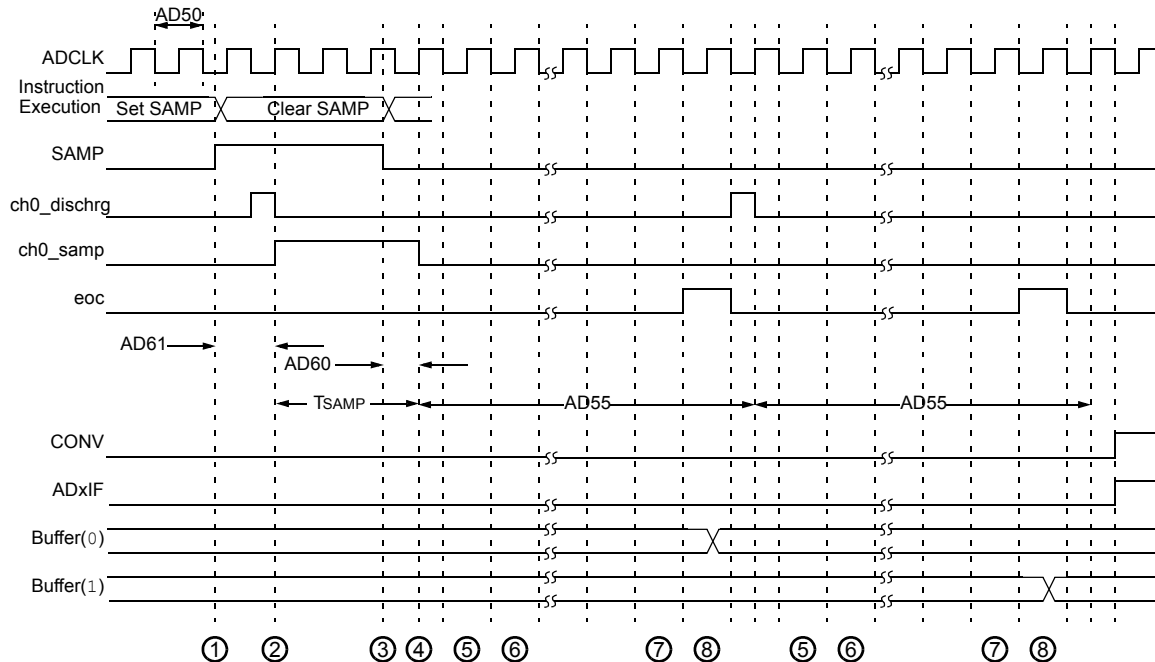 AD50
ADCLK
Instruction
Execution Set SAMP Clear SAMP
SAMP
ch0_dischrg
ch0_samp
eoc
AD61
AD60
TSAMP AD55 AD55
CONV
ADxIF
Buffer(0)
Buffer(1)
1 2 3 4 5 6 7 8 5 6 7 8